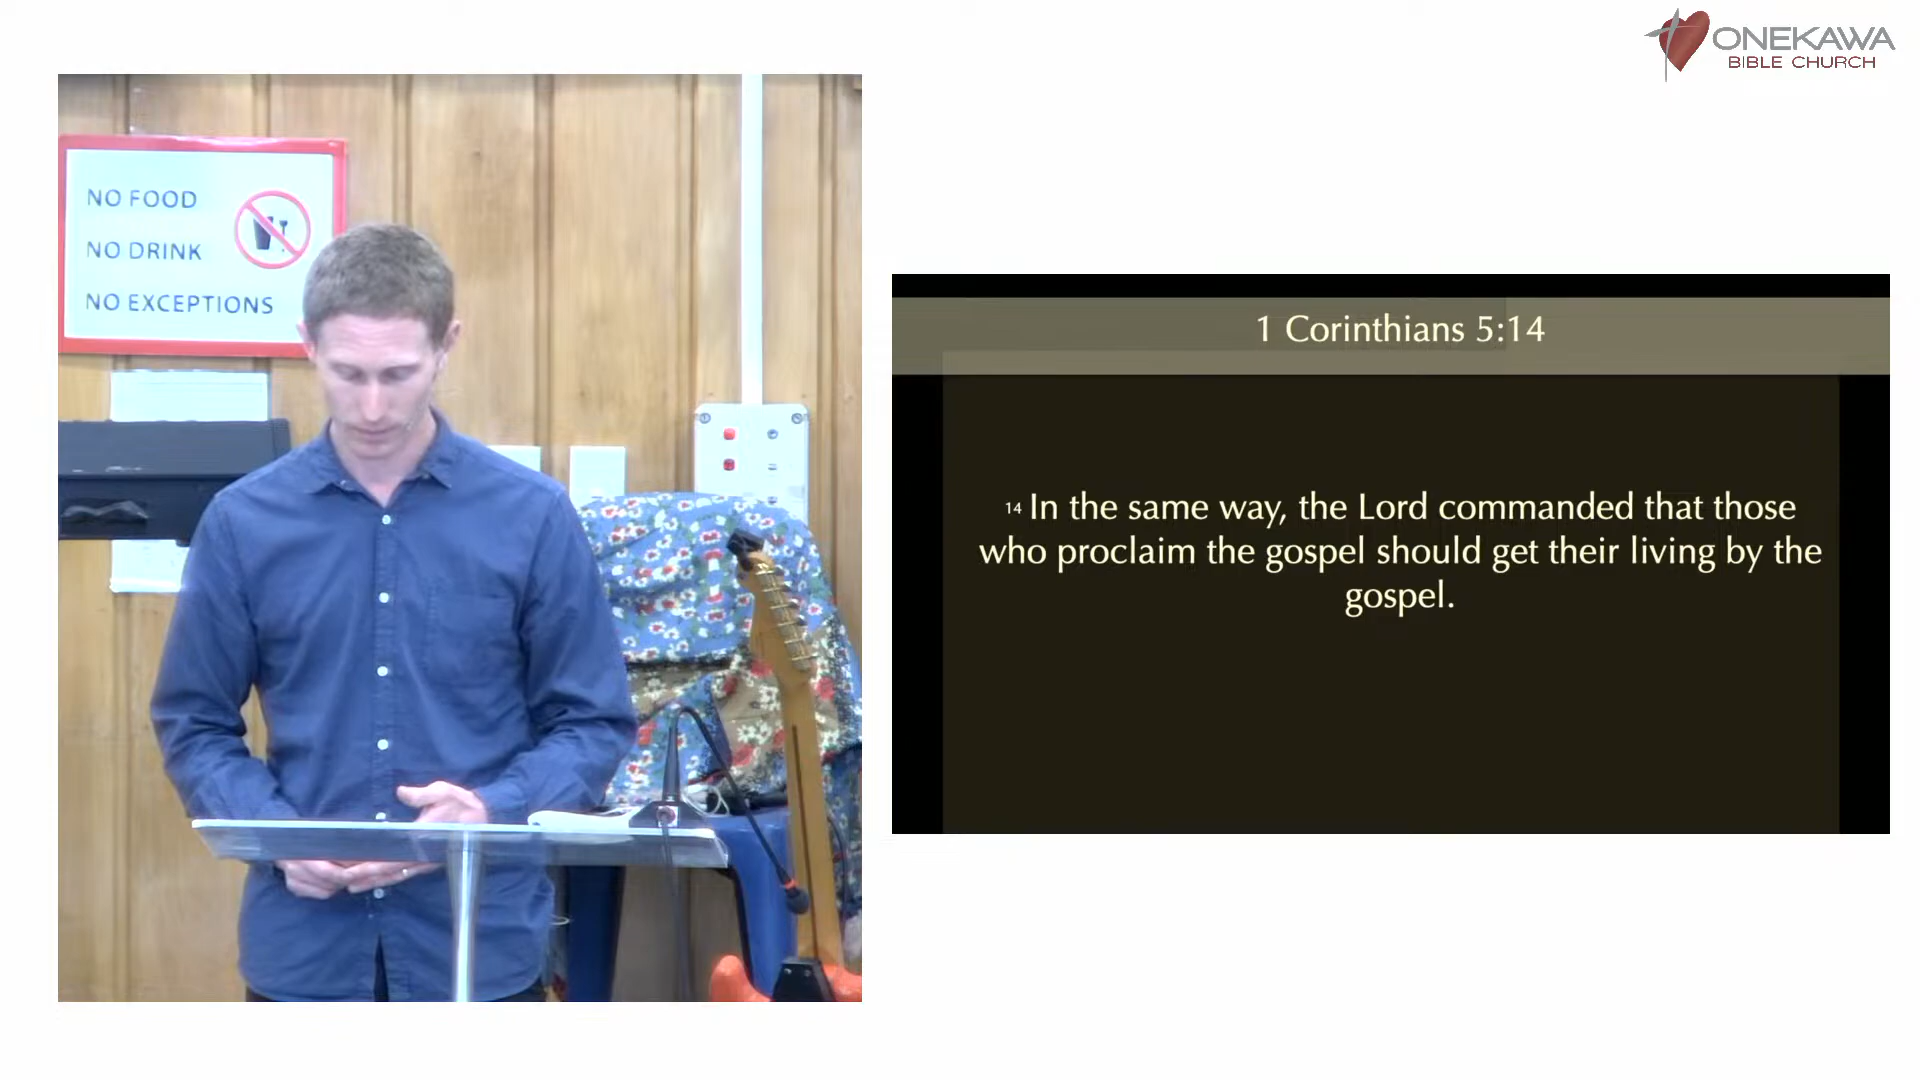 ONEKAWA
BIBLE CHURCH
NO FOOD
NO DRINK
NO EXCEPTIONS
1 Corinthians 5:14
14 In the same way, the Lord commanded that those
who proclaim the gospel should get their living by the
gospel.